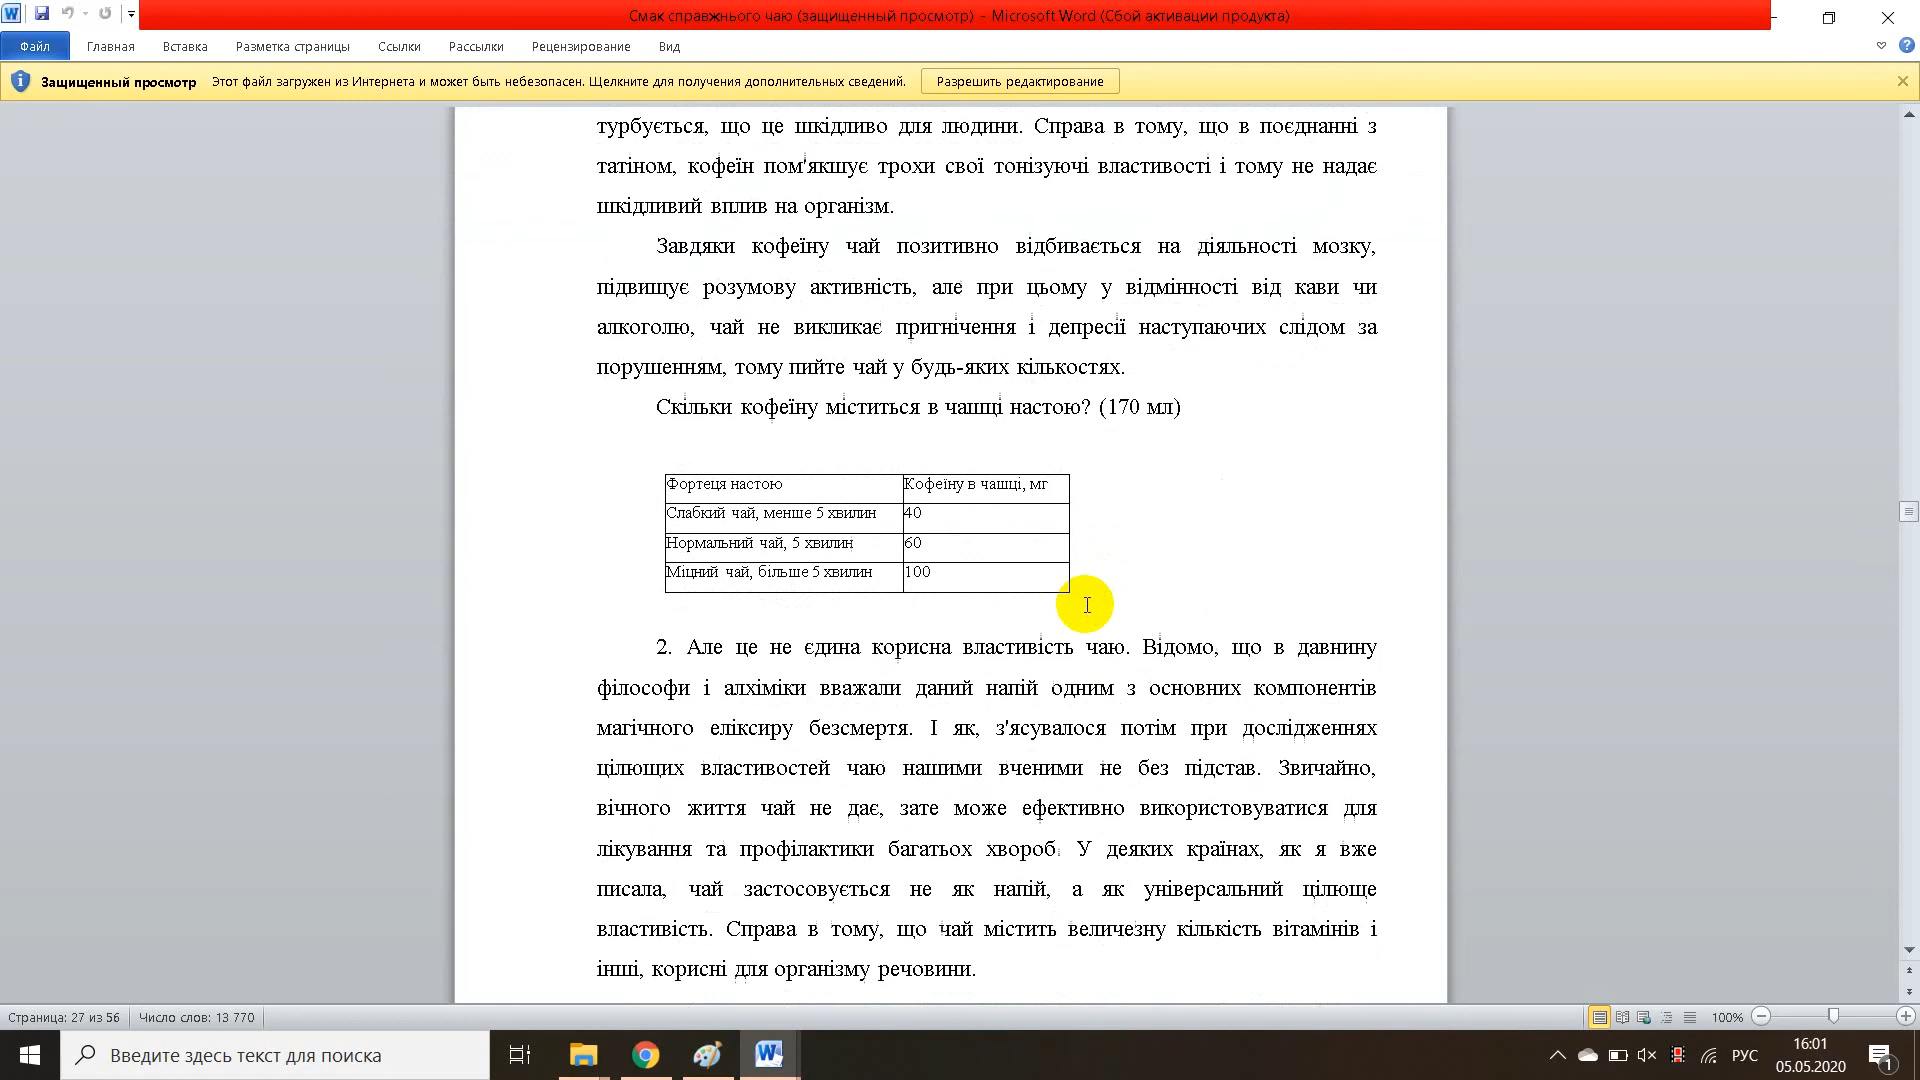 Смак справжнього чаю (защищенный просмотр) - Microsoft Word (Сбой активации продукта)
Файл Главная Вставка Разметка страницы Ссылки Рассылки Рецензирование Вид
Защищенный просмотр Этот файл загружен из Интернета и может быть небезопасен. Щелкните для получения дополнительных сведений. Разрешить редактирование
турбується, що це шкідливо для людини. Справа в тому, що в поєднанні з
татіном, кофеїн пом'якшує трохи свої тонізуючі властивості і тому не надає
шкідливий вплив на організм.
Завдяки кофеїну чай позитивно відбивається на діяльності мозку,
підвищує розумову активність, але при цьому у відмінності від кави чи
алкоголю, чай не викликає пригнічення і депресії наступаючих слідом за
порушенням, тому пийте чай у будь-яких кількостях.
Скільки кофеїну міститься в чашці настою? (170 мл)
Фортеця настою Кофеїну в чашці, мг
Слабкий чай, менше 5 хвилин 40
Нормальний чай, 5 хвилин 60
Міцний чай, більше 5 хвилин 100
2. Але це не єдина корисна властивість чаю. Відомо, що в давнину
філософи і алхіміки вважали даний напій одним з основних компонентів
магічного еліксиру безсмертя. І як, з'ясувалося потім при дослідженнях
цілющих властивостей чаю нашими вченими не без підстав. Звичайно,
вічного життя чай не дає, зате може ефективно використовуватися для
лікування та профілактики багатьох хвороб. У деяких країнах, як я вже
писала, чай застосовується не як напій, а як універсальний цілюще
властивість. Справа в тому, що чай містить величезну кількість вітамінів і
інші, корисні для організму речовини.
Страница: 27 из 56 Число слов: 13 770 100%
Введите здесь текст для поиска РУС 16:01
05.05.2020 1